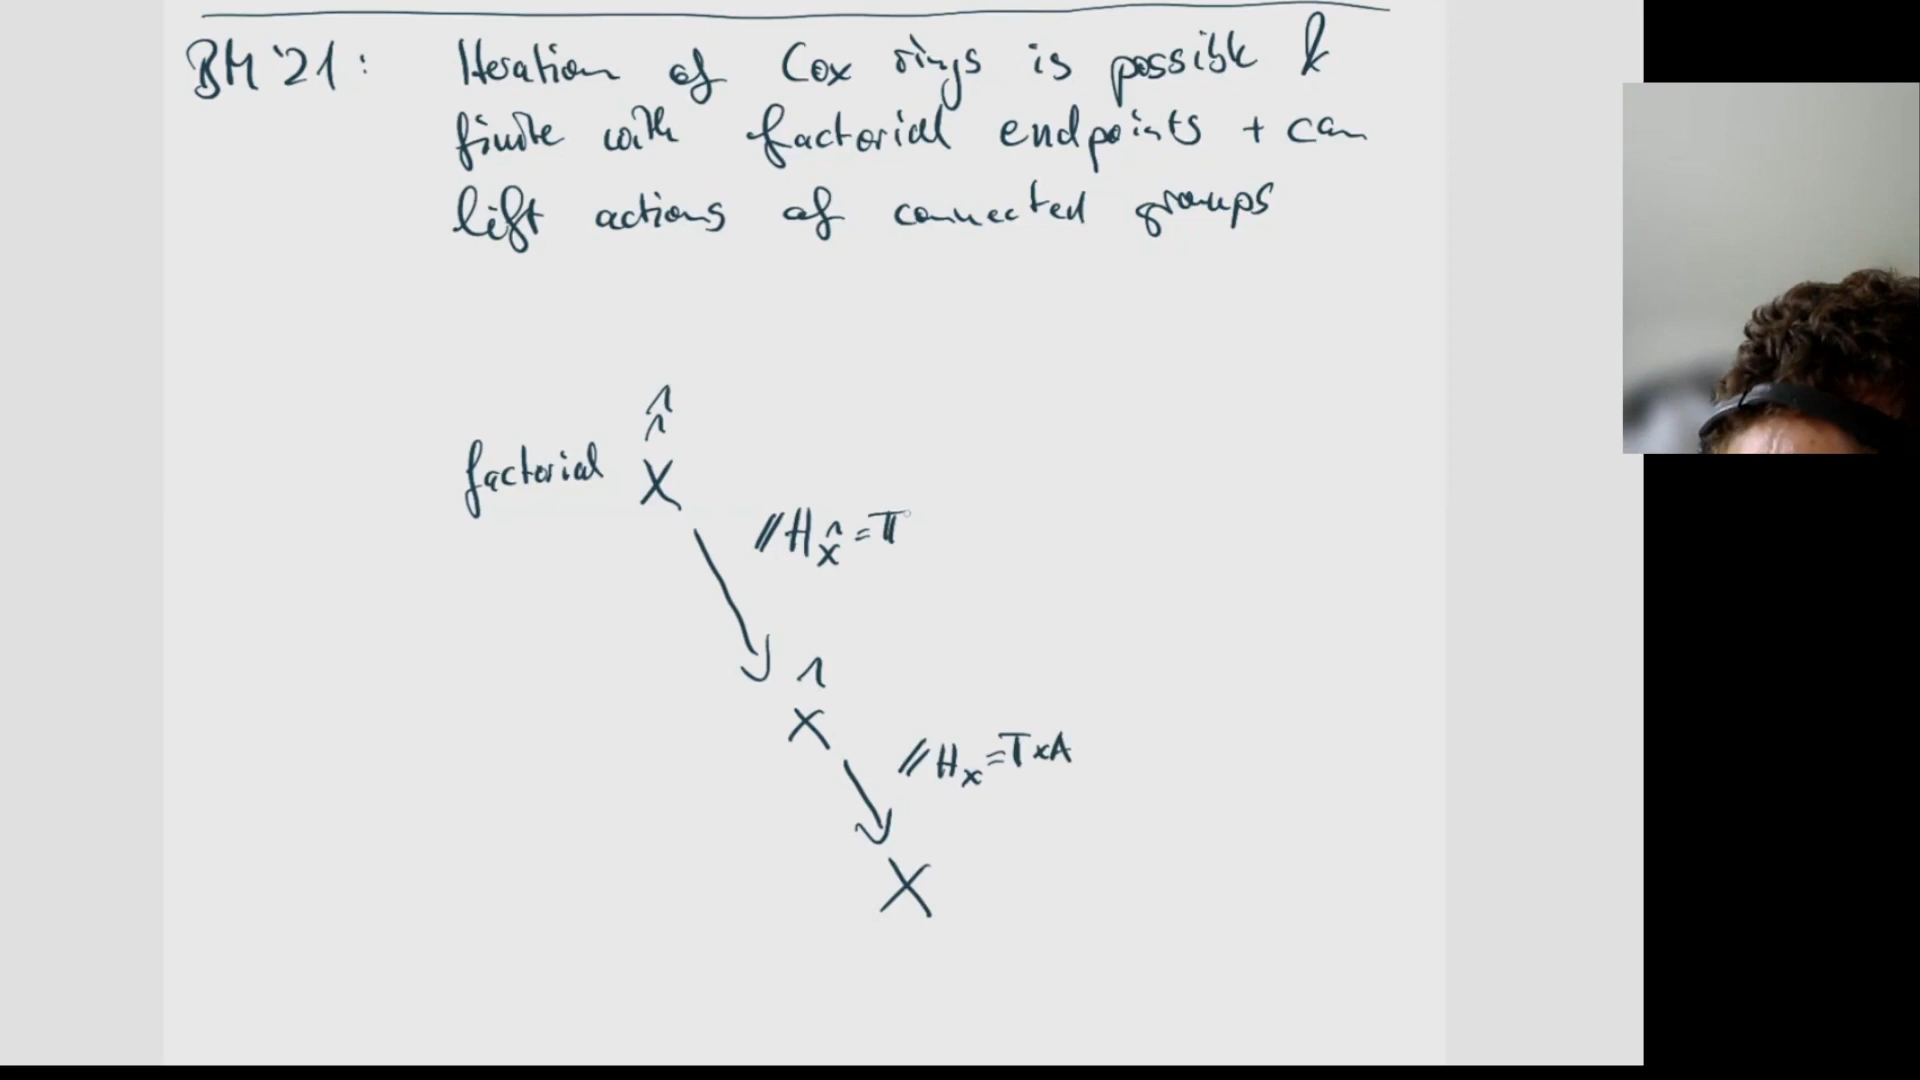 BM '21: Iteration of Cox rings is possible &
finite with factorial endpoints + can
lift actions of connected groups
factorial X̂̂
//H_X̂ = T
X̂
//H_X = T×A
X